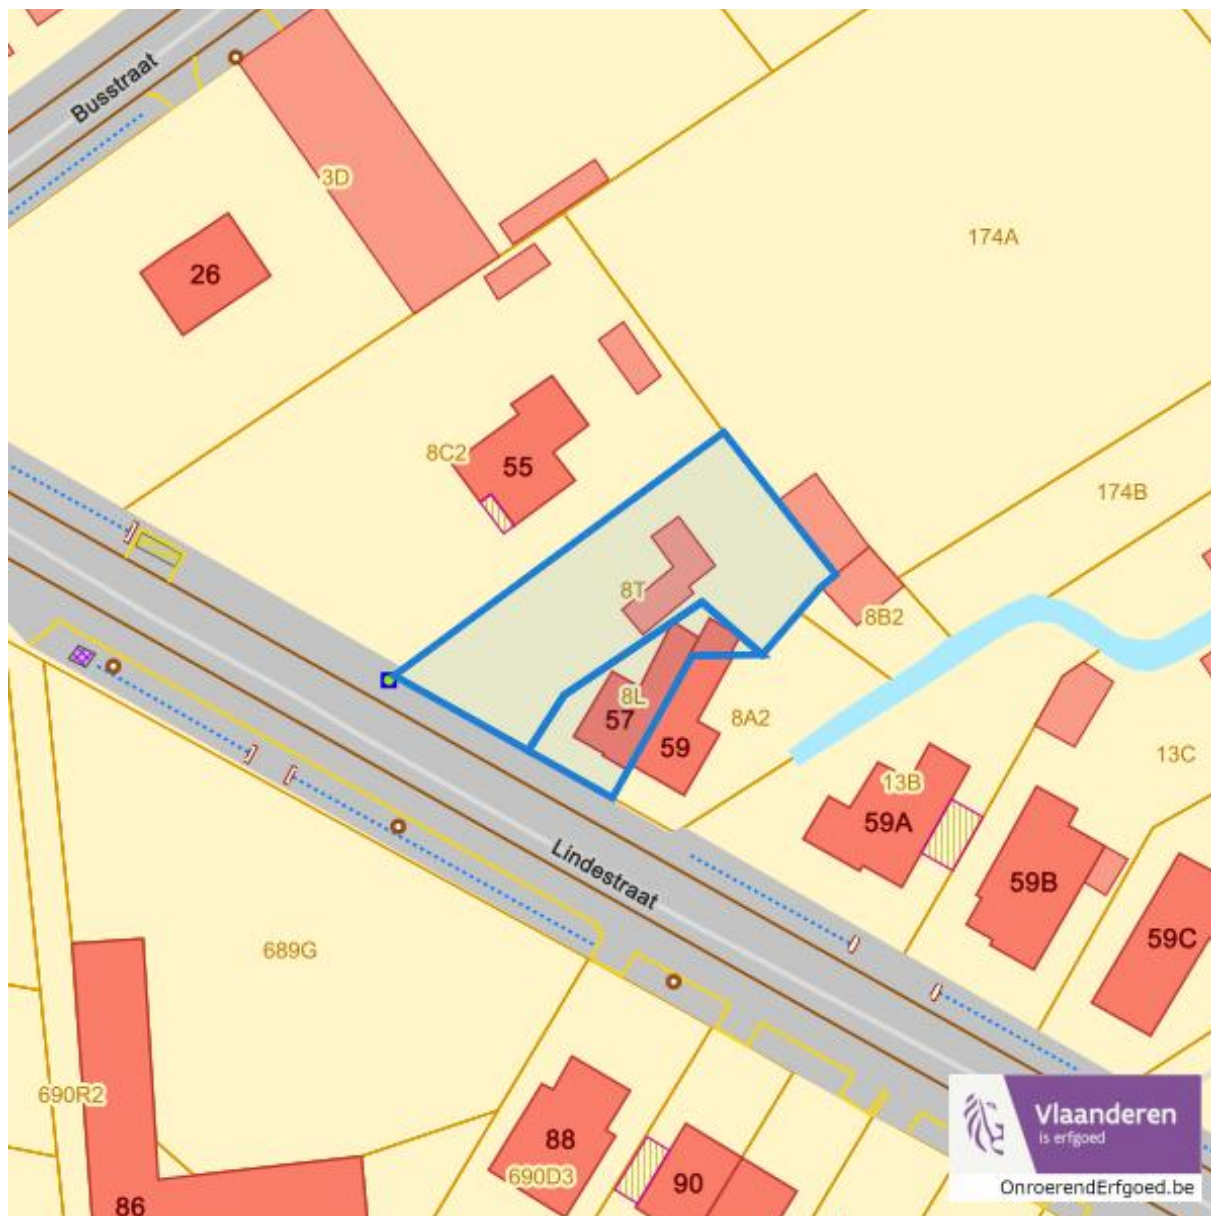 Busstraat
3D
26
174A
8C2
55
174B
8T
8B2
8L
57
8A2
59
13C
13B
59A
59B
59C
Lindestraat
689G
690R2
88
690D3
90
86
Vlaanderen
is erfgoed
OnroerendErfgoed.be